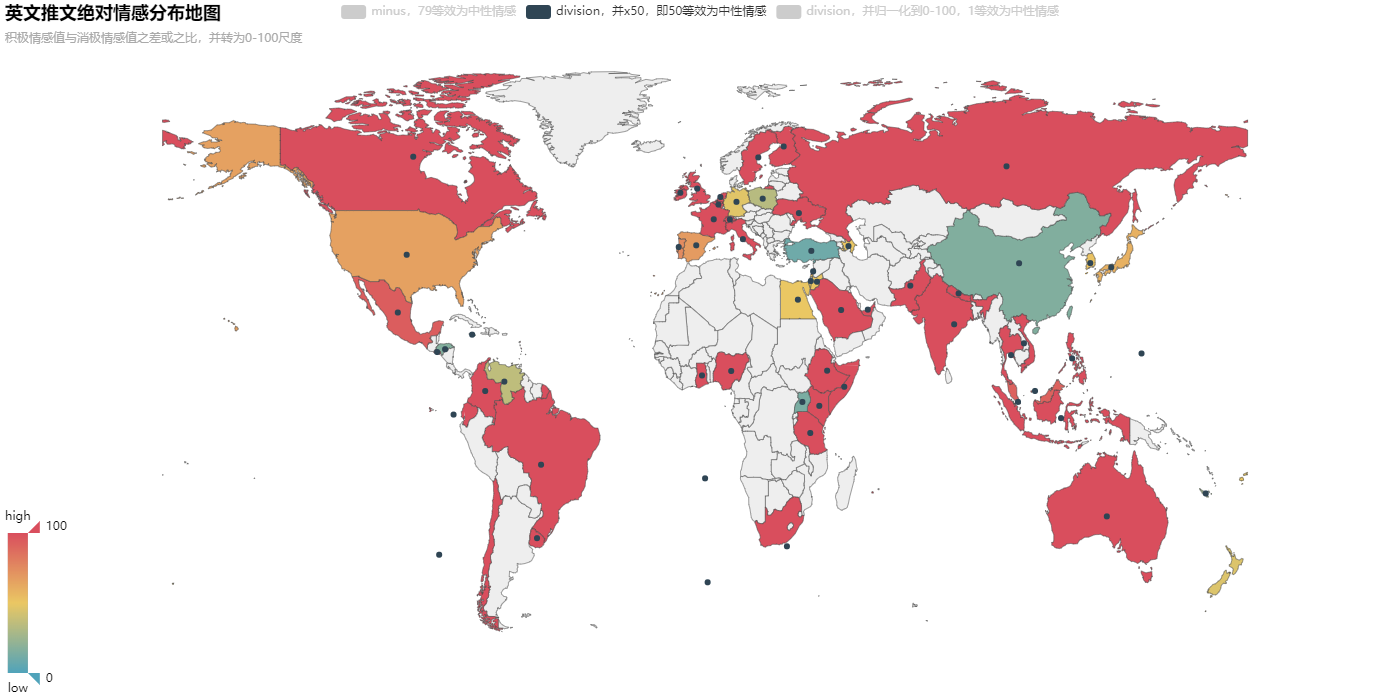 英文推文绝对情感分布地图
minus，79等效为中性情感
division，并x50，即50等效为中性情感
division，并归一化到0-100，1等效为中性情感
积极情感值与消极情感值之差或之比，并转为0-100尺度
high
100
0
low